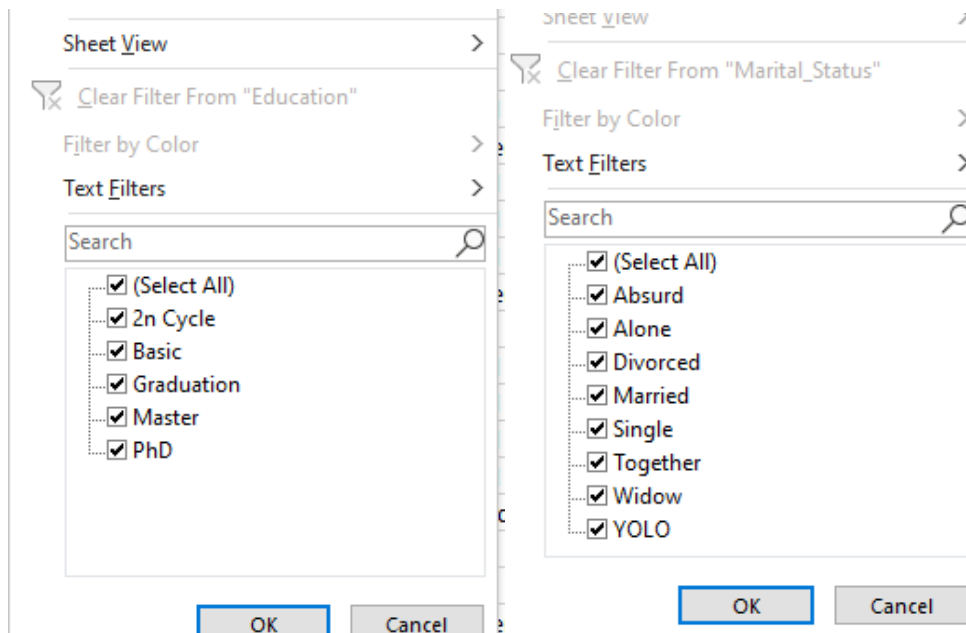 Sheet View
Clear Filter From "Education"
Filter by Color
Text Filters
Search
(Select All)
2n Cycle
Basic
Graduation
Master
PhD
OK
Cancel
Sheet View
Clear Filter From "Marital_Status"
Filter by Color
Text Filters
Search
(Select All)
Absurd
Alone
Divorced
Married
Single
Together
Widow
YOLO
OK
Cancel